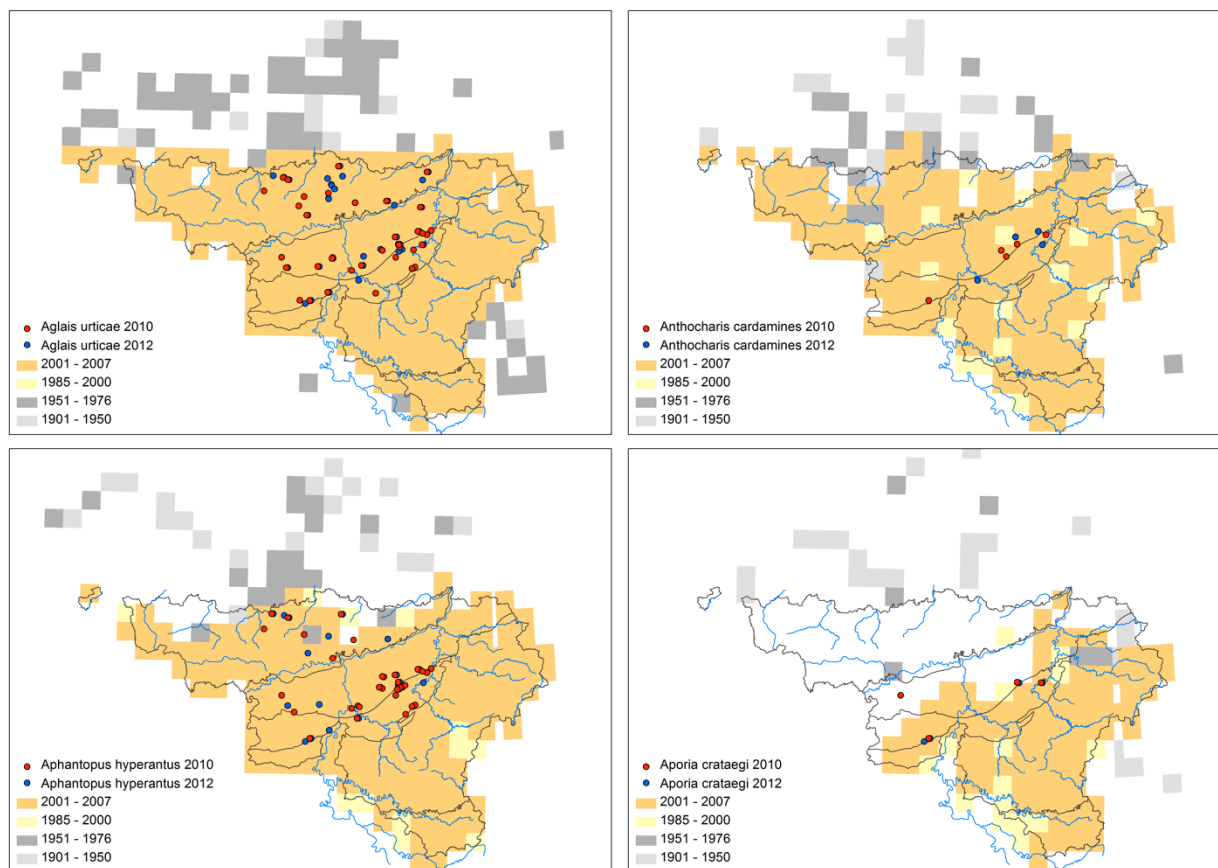 Aglais urticae 2010
Aglais urticae 2012
2001 - 2007
1985 - 2000
1951 - 1976
1901 - 1950
Anthocharis cardamines 2010
Anthocharis cardamines 2012
2001 - 2007
1985 - 2000
1951 - 1976
1901 - 1950
Aphantopus hyperantus 2010
Aphantopus hyperantus 2012
2001 - 2007
1985 - 2000
1951 - 1976
1901 - 1950
Aporia crataegi 2010
Aporia crataegi 2012
2001 - 2007
1985 - 2000
1951 - 1976
1901 - 1950